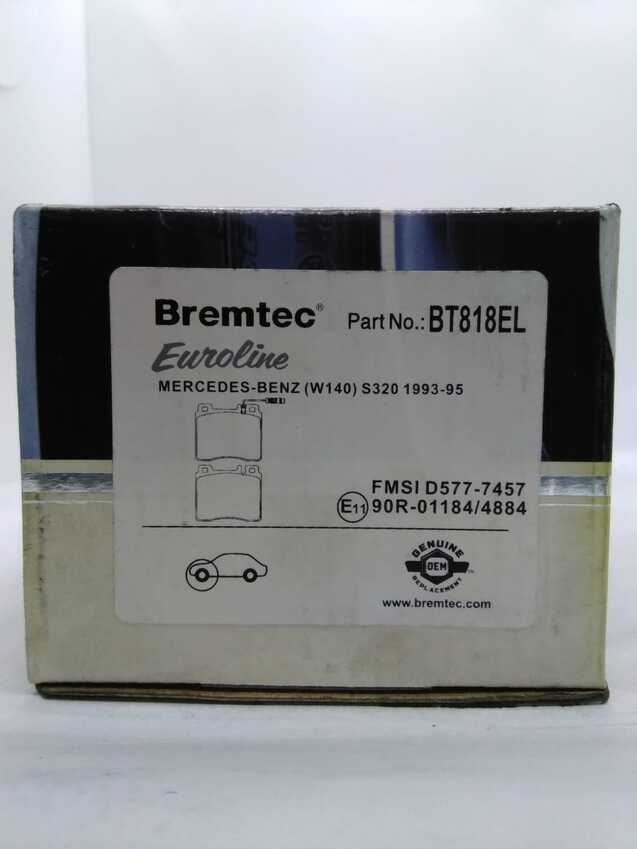 Bremtec® Part No.: BT818EL
Euroline
MERCEDES-BENZ (W140) S320 1993-95
FMSI D577-7457
E11 90R-01184/4884
GENUINE
OEM
REPLACEMENT
www.bremtec.com